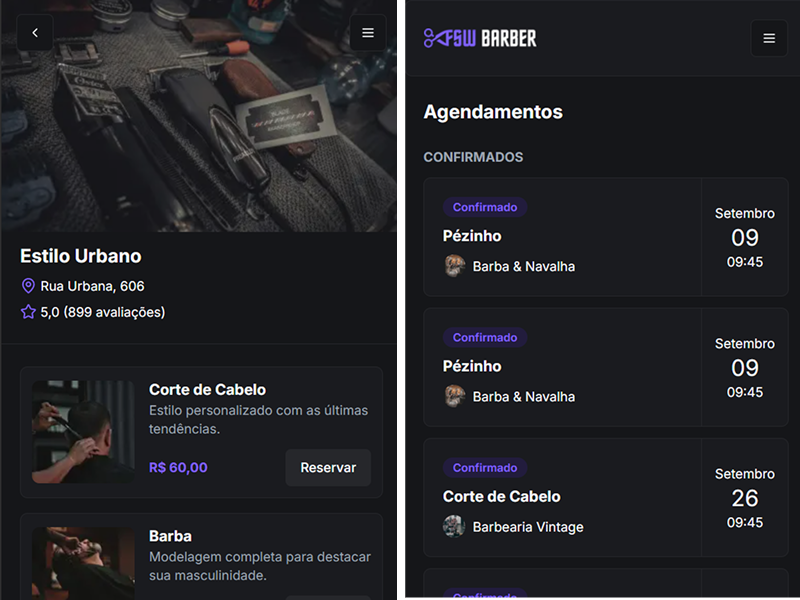 Estilo Urbano
Rua Urbana, 606
5,0 (899 avaliações)
Corte de Cabelo
Estilo personalizado com as últimas
tendências.
R$ 60,00
Reservar
Barba
Modelagem completa para destacar
sua masculinidade.
FSW BARBER
Agendamentos
CONFIRMADOS
Confirmado
Pézinho
Barba & Navalha
Setembro
09
09:45
Confirmado
Pézinho
Barba & Navalha
Setembro
09
09:45
Confirmado
Corte de Cabelo
Barbearia Vintage
Setembro
26
09:45
Confirmado